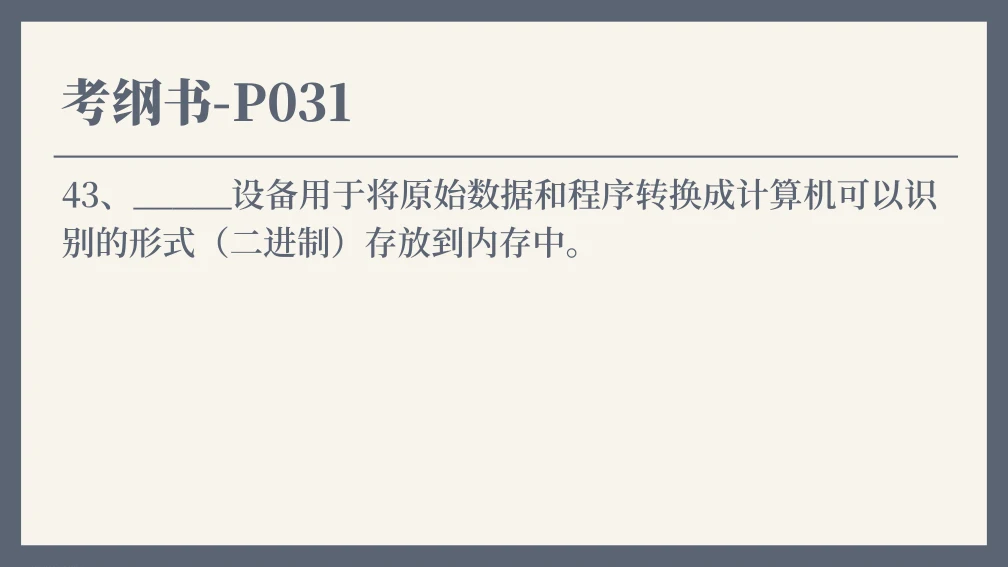 考纲书-P031
43、______设备用于将原始数据和程序转换成计算机可以识
别的形式（二进制）存放到内存中。